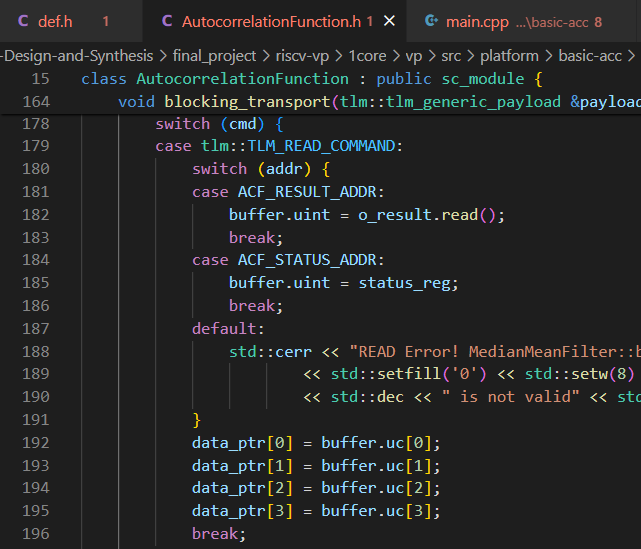 C def.h 1 C AutocorrelationFunction.h 1 × C++ main.cpp ...\basic-acc 8
-Design-and-Synthesis > final_project > riscv-vp > 1core > vp > src > platform > basic-acc >
15 class AutocorrelationFunction : public sc_module {
164 void blocking_transport(tlm::tlm_generic_payload &payload
178 switch (cmd) {
179 case tlm::TLM_READ_COMMAND:
180 switch (addr) {
181 case ACF_RESULT_ADDR:
182 buffer.uint = o_result.read();
183 break;
184 case ACF_STATUS_ADDR:
185 buffer.uint = status_reg;
186 break;
187 default:
188 std::cerr << "READ Error! MedianMeanFilter::b
189 << std::setfill('0') << std::setw(8)
190 << std::dec << " is not valid" << std
191 }
192 data_ptr[0] = buffer.uc[0];
193 data_ptr[1] = buffer.uc[1];
194 data_ptr[2] = buffer.uc[2];
195 data_ptr[3] = buffer.uc[3];
196 break;